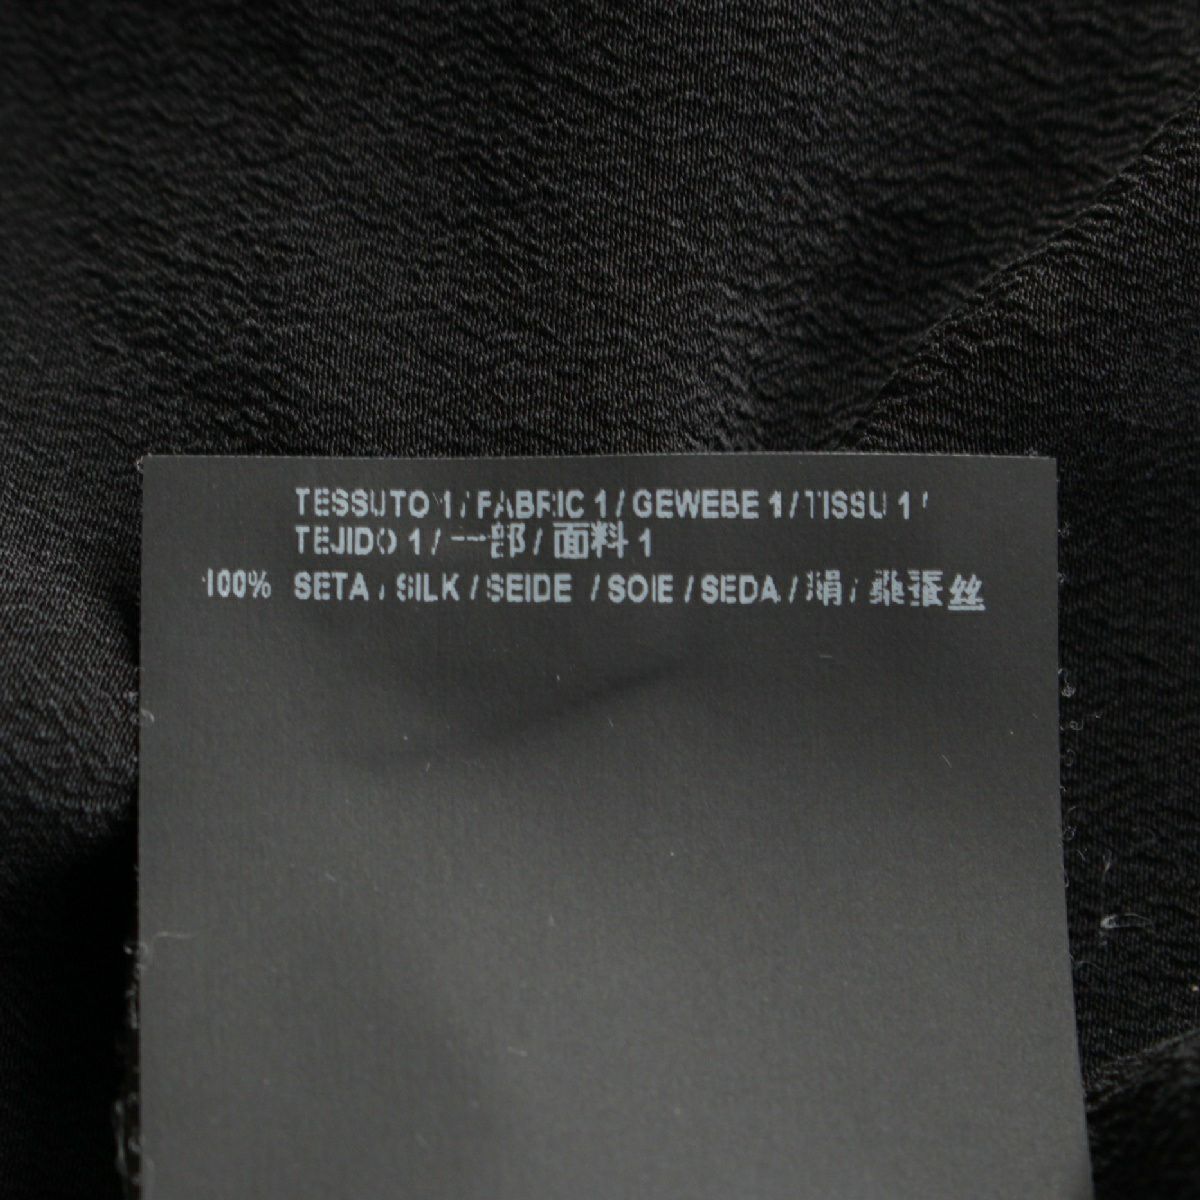 TESSUTO 1 / FABRIC 1 / GEWEBE 1 / TISSU 1 /
TEJIDO 1 / 一部 / 面料 1
100% SETA / SILK / SEIDE / SOIE / SEDA / 絹 / 桑蚕丝